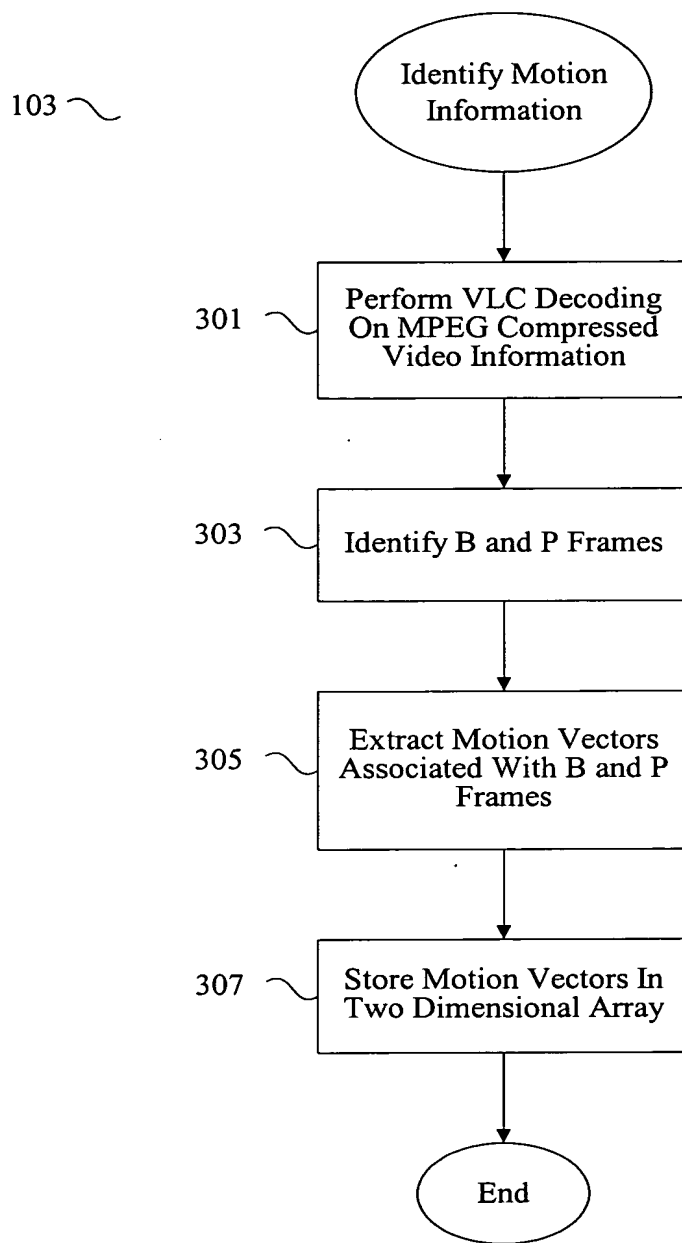 Identify Motion
Information
103
Perform VLC Decoding
On MPEG Compressed
Video Information
301
Identify B and P Frames
303
Extract Motion Vectors
Associated With B and P
Frames
305
Store Motion Vectors In
Two Dimensional Array
307
End